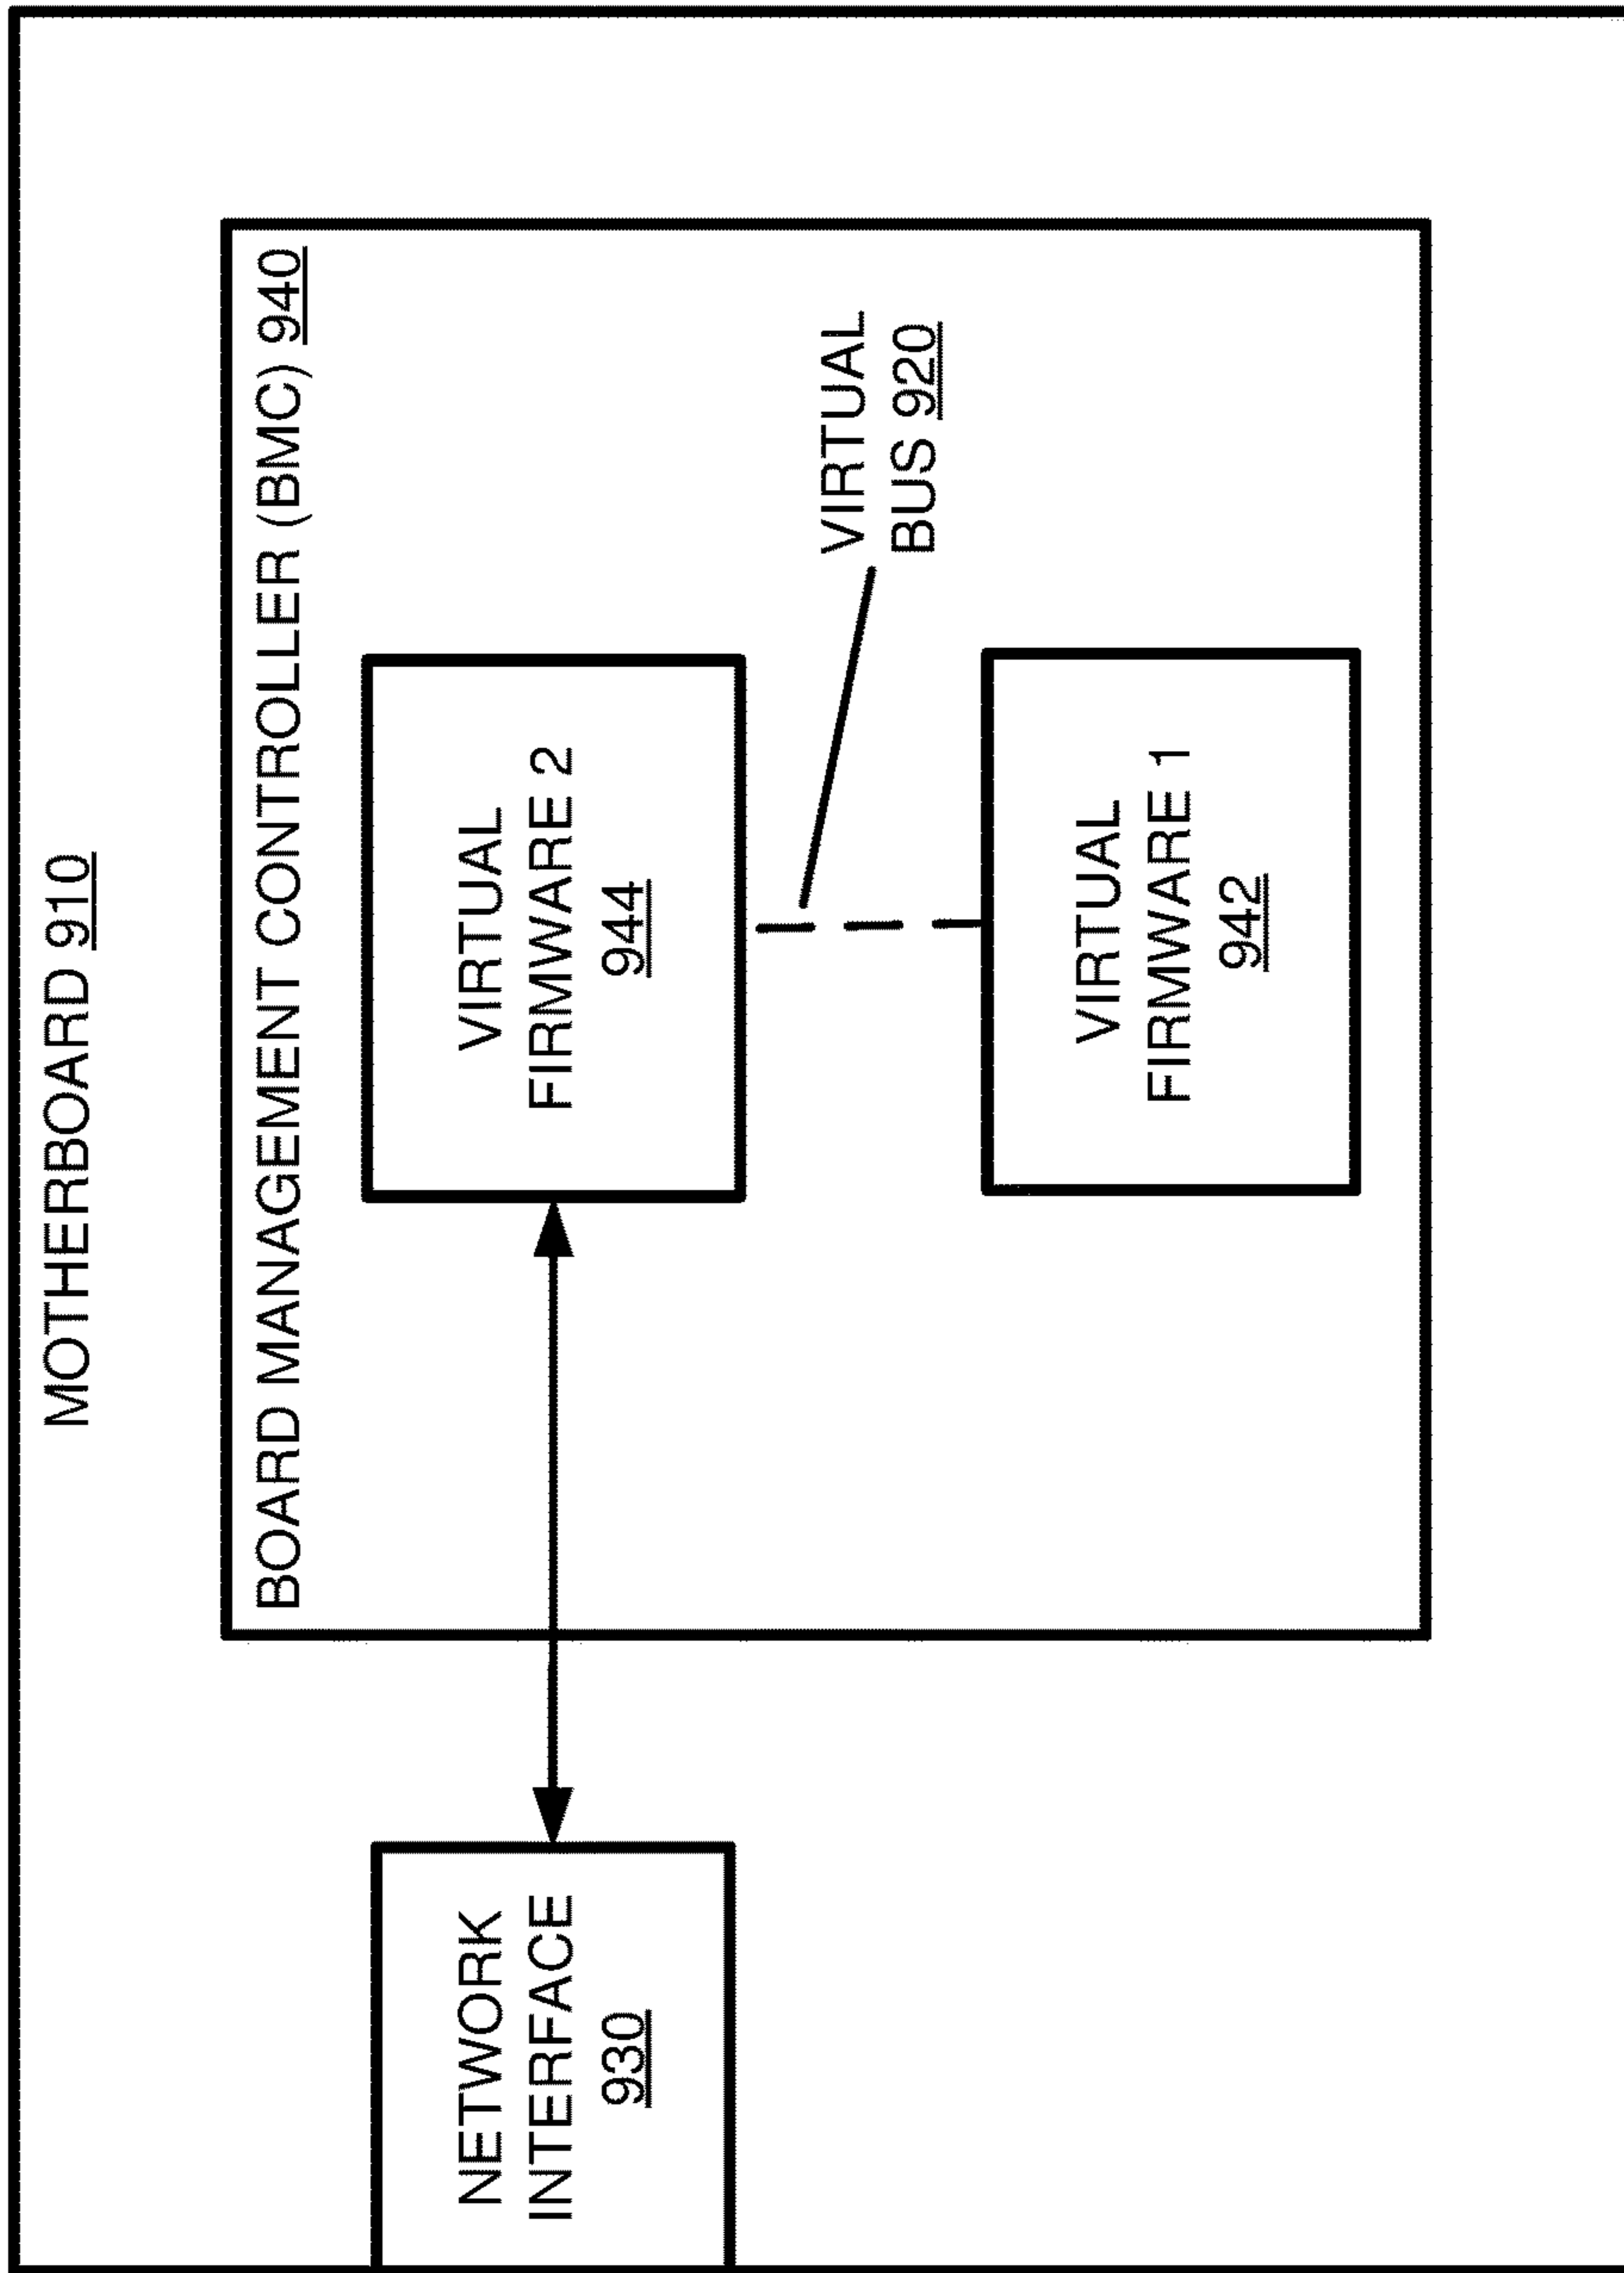 MOTHERBOARD 910
BOARD MANAGEMENT CONTROLLER (BMC) 940
NETWORK
INTERFACE
930
VIRTUAL
FIRMWARE 2
944
VIRTUAL
BUS 920
VIRTUAL
FIRMWARE 1
942